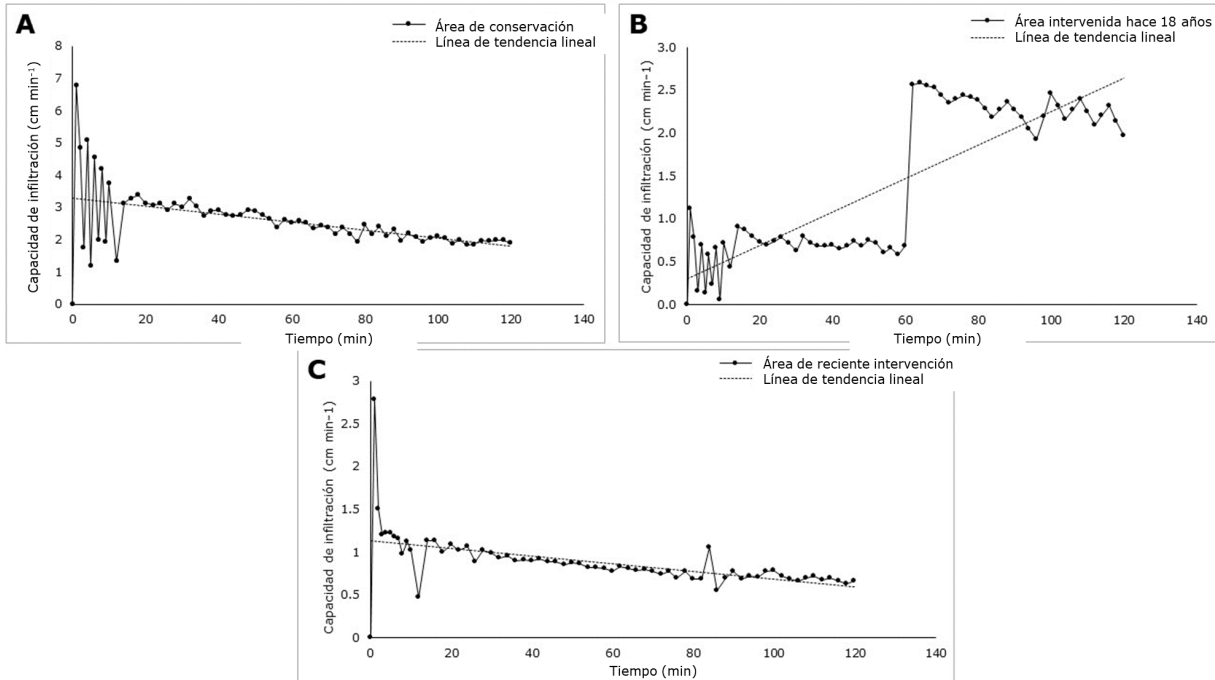 A
Área de conservación
Línea de tendencia lineal
Capacidad de infiltración (cm min⁻¹)
8
7
6
5
4
3
2
1
0
0 20 40 60 80 100 120 140
Tiempo (min)
B
Área intervenida hace 18 años
Línea de tendencia lineal
Capacidad de infiltración (cm min–1)
3.0
2.5
2.0
1.5
1.0
0.5
0.0
0 20 40 60 80 100 120 140
Tiempo (min)
C
Área de reciente intervención
Línea de tendencia lineal
Capacidad de infiltración (cm min–1)
3
2.5
2
1.5
1
0.5
0
0 20 40 60 80 100 120 140
Tiempo (min)